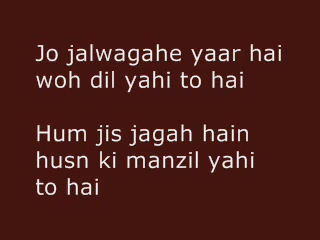 Jo jalwagahe yaar hai
woh dil yahi to hai
Hum jis jagah hain
husn ki manzil yahi
to hai